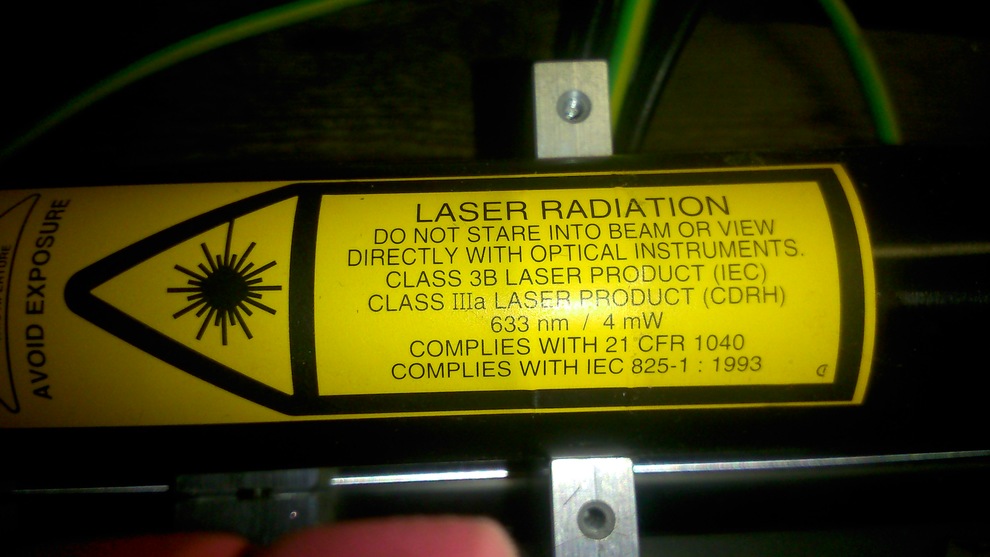 AVOID EXPOSURE
LASER RADIATION
DO NOT STARE INTO BEAM OR VIEW
DIRECTLY WITH OPTICAL INSTRUMENTS.
CLASS 3B LASER PRODUCT (IEC)
CLASS IIIa LASER PRODUCT (CDRH)
633 nm / 4 mW
COMPLIES WITH 21 CFR 1040
COMPLIES WITH IEC 825-1 : 1993